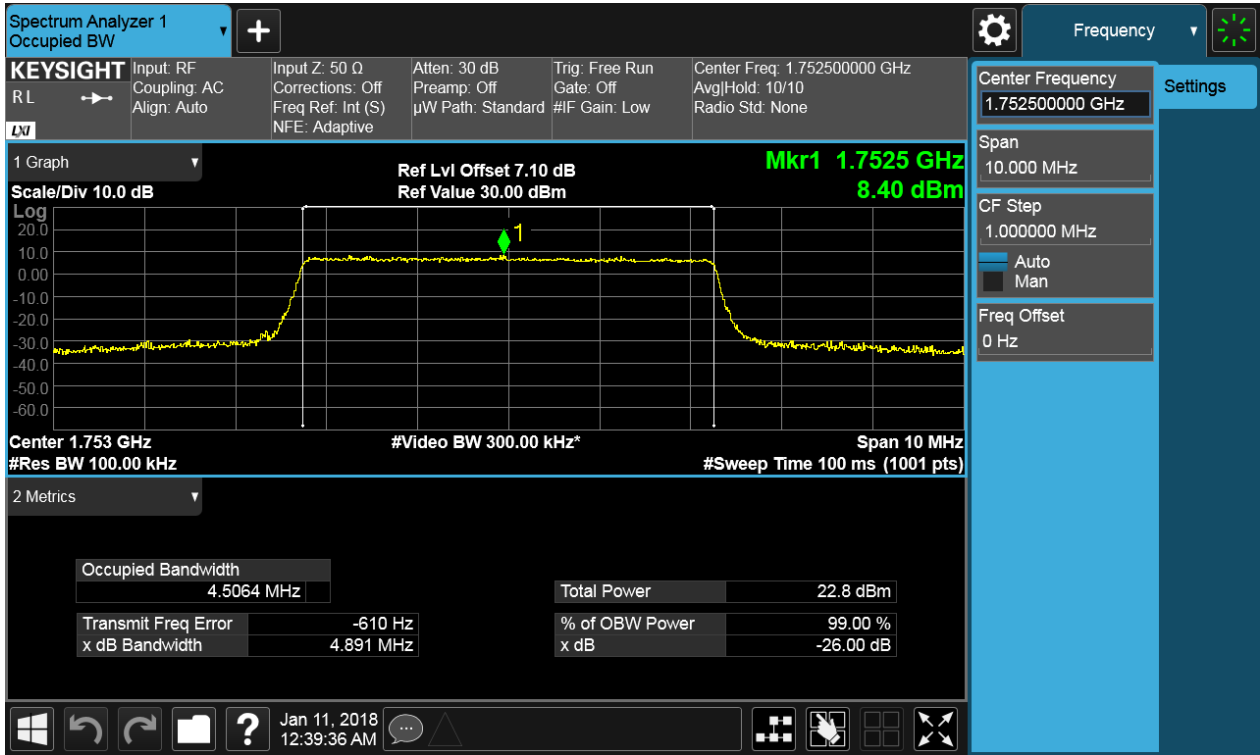 Spectrum Analyzer 1
Occupied BW
+
Frequency
KEYSIGHT
RL
LXI
Input: RF
Coupling: AC
Align: Auto
Input Z: 50 Ω
Corrections: Off
Freq Ref: Int (S)
NFE: Adaptive
Atten: 30 dB
Preamp: Off
µW Path: Standard
Trig: Free Run
Gate: Off
#IF Gain: Low
Center Freq: 1.752500000 GHz
Avg|Hold: 10/10
Radio Std: None
Center Frequency
1.752500000 GHz
Settings
Span
10.000 MHz
CF Step
1.000000 MHz
Auto
Man
Freq Offset
0 Hz
1 Graph
Scale/Div 10.0 dB
Ref Lvl Offset 7.10 dB
Ref Value 30.00 dBm
Mkr1 1.7525 GHz
8.40 dBm
Log
20.0
10.0
0.00
-10.0
-20.0
-30.0
-40.0
-50.0
-60.0
1
Center 1.753 GHz
#Video BW 300.00 kHz*
Span 10 MHz
#Res BW 100.00 kHz
#Sweep Time 100 ms (1001 pts)
2 Metrics
Occupied Bandwidth
4.5064 MHz
Total Power 22.8 dBm
Transmit Freq Error -610 Hz
% of OBW Power 99.00 %
x dB Bandwidth 4.891 MHz
x dB -26.00 dB
?
Jan 11, 2018
12:39:36 AM